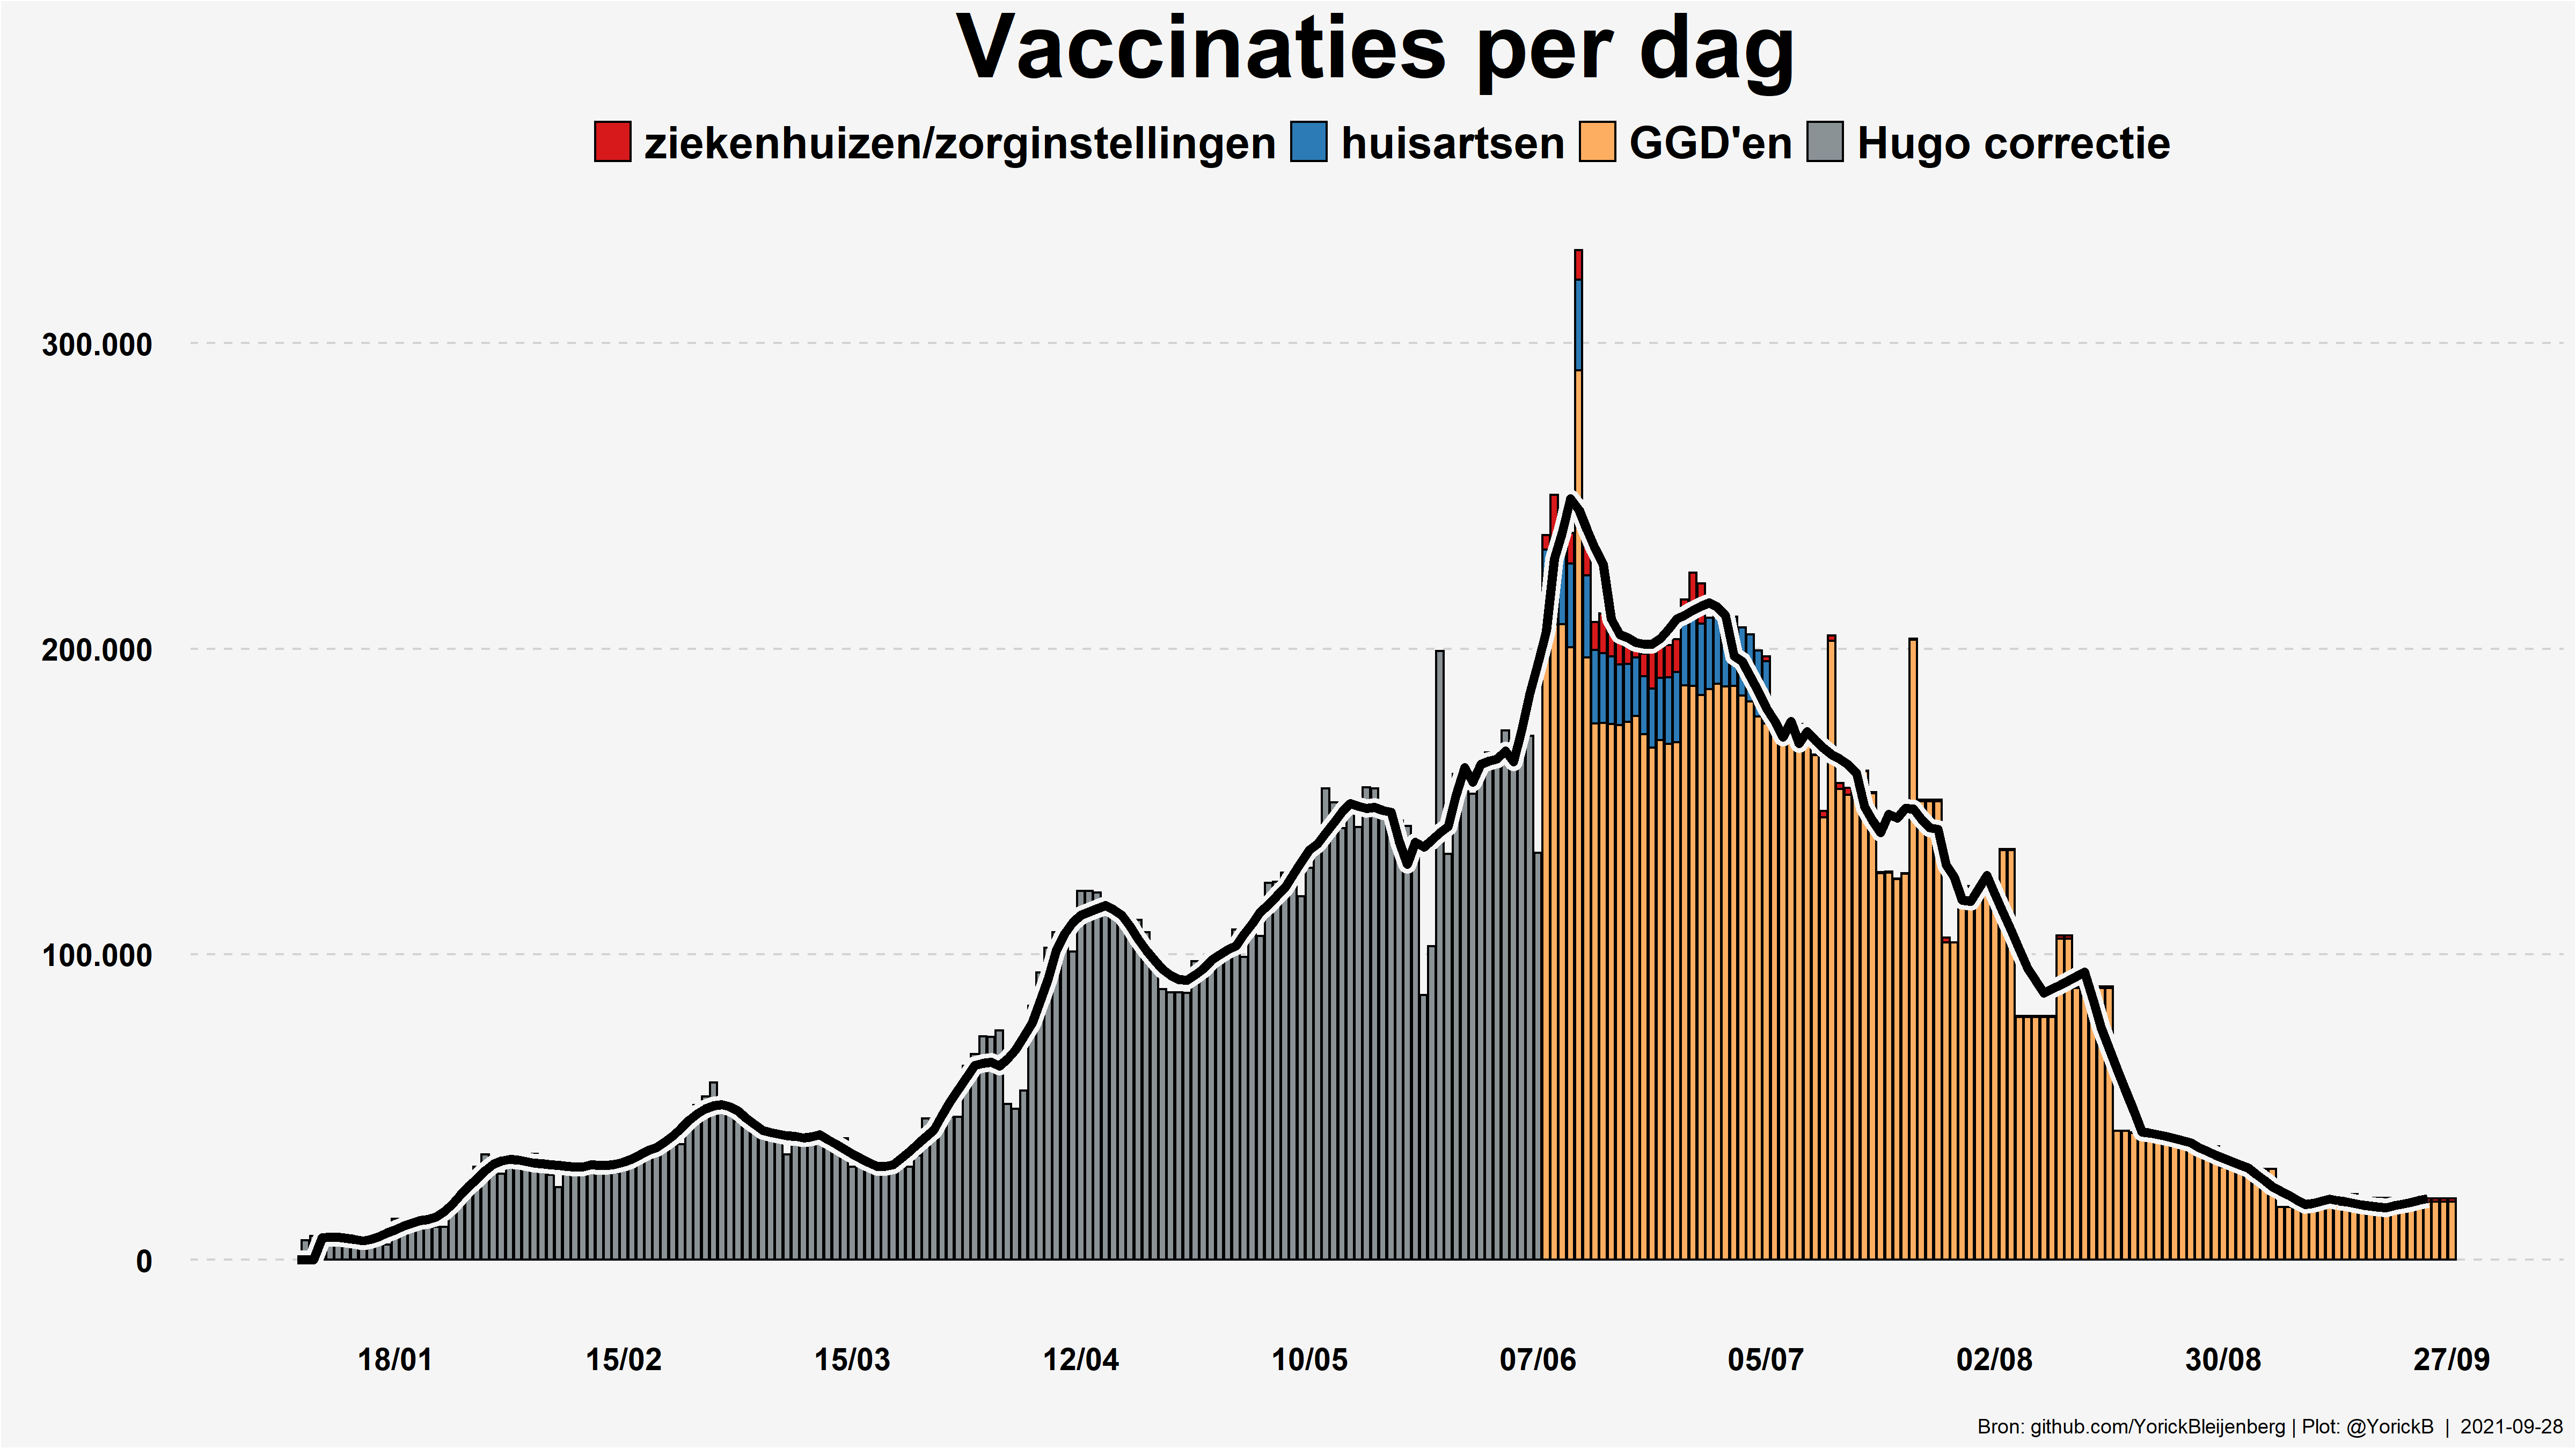 Vaccinaties per dag
ziekenhuizen/zorginstellingen huisartsen GGD'en Hugo correctie
300.000
200.000
100.000
0
18/01 15/02 15/03 12/04 10/05 07/06 05/07 02/08 30/08 27/09
Bron: github.com/YorickBleijenberg | Plot: @YorickB | 2021-09-28